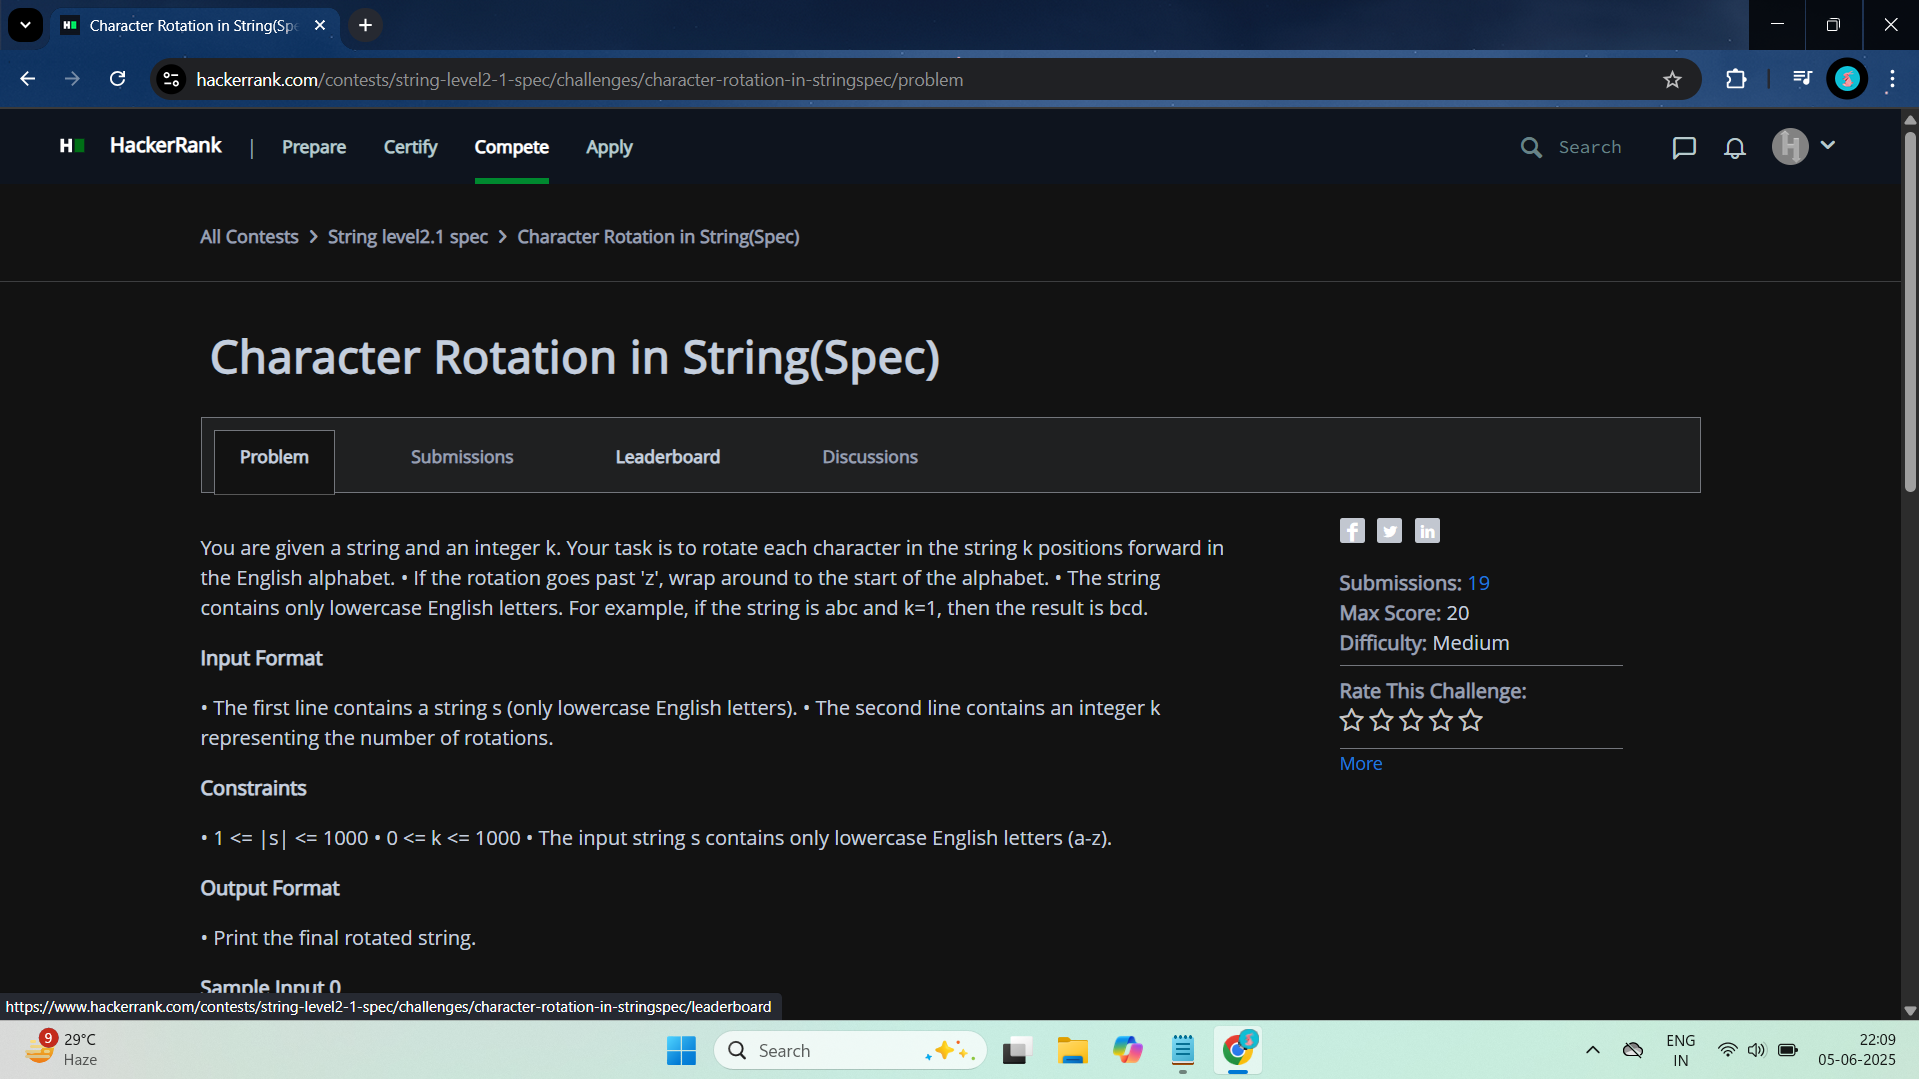 Character Rotation in String(Spe
hackerrank.com/contests/string-level2-1-spec/challenges/character-rotation-in-stringspec/problem
HackerRank | Prepare Certify Compete Apply Search
All Contests > String level2.1 spec > Character Rotation in String(Spec)
Character Rotation in String(Spec)
Problem Submissions Leaderboard Discussions
You are given a string and an integer k. Your task is to rotate each character in the string k positions forward in
the English alphabet. • If the rotation goes past 'z', wrap around to the start of the alphabet. • The string
contains only lowercase English letters. For example, if the string is abc and k=1, then the result is bcd.
Input Format
• The first line contains a string s (only lowercase English letters). • The second line contains an integer k
representing the number of rotations.
Constraints
• 1 <= |s| <= 1000 • 0 <= k <= 1000 • The input string s contains only lowercase English letters (a-z).
Output Format
• Print the final rotated string.
Sample Input 0
Submissions: 19
Max Score: 20
Difficulty: Medium
Rate This Challenge:
More
https://www.hackerrank.com/contests/string-level2-1-spec/challenges/character-rotation-in-stringspec/leaderboard
9
29°C
Haze
Search
ENG
IN
22:09
05-06-2025